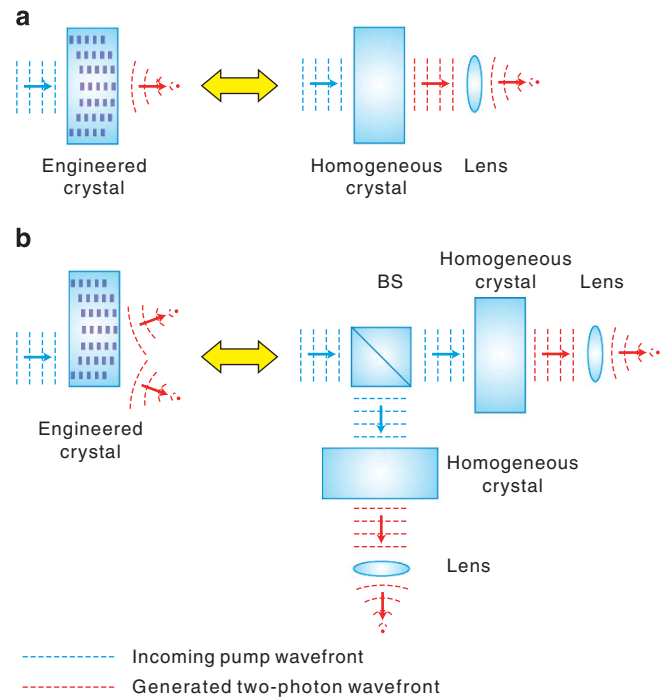 a
Engineered
crystal
Homogeneous
crystal
Lens
b
Engineered
crystal
BS
Homogeneous
crystal
Lens
Homogeneous
crystal
Lens
Incoming pump wavefront
Generated two-photon wavefront